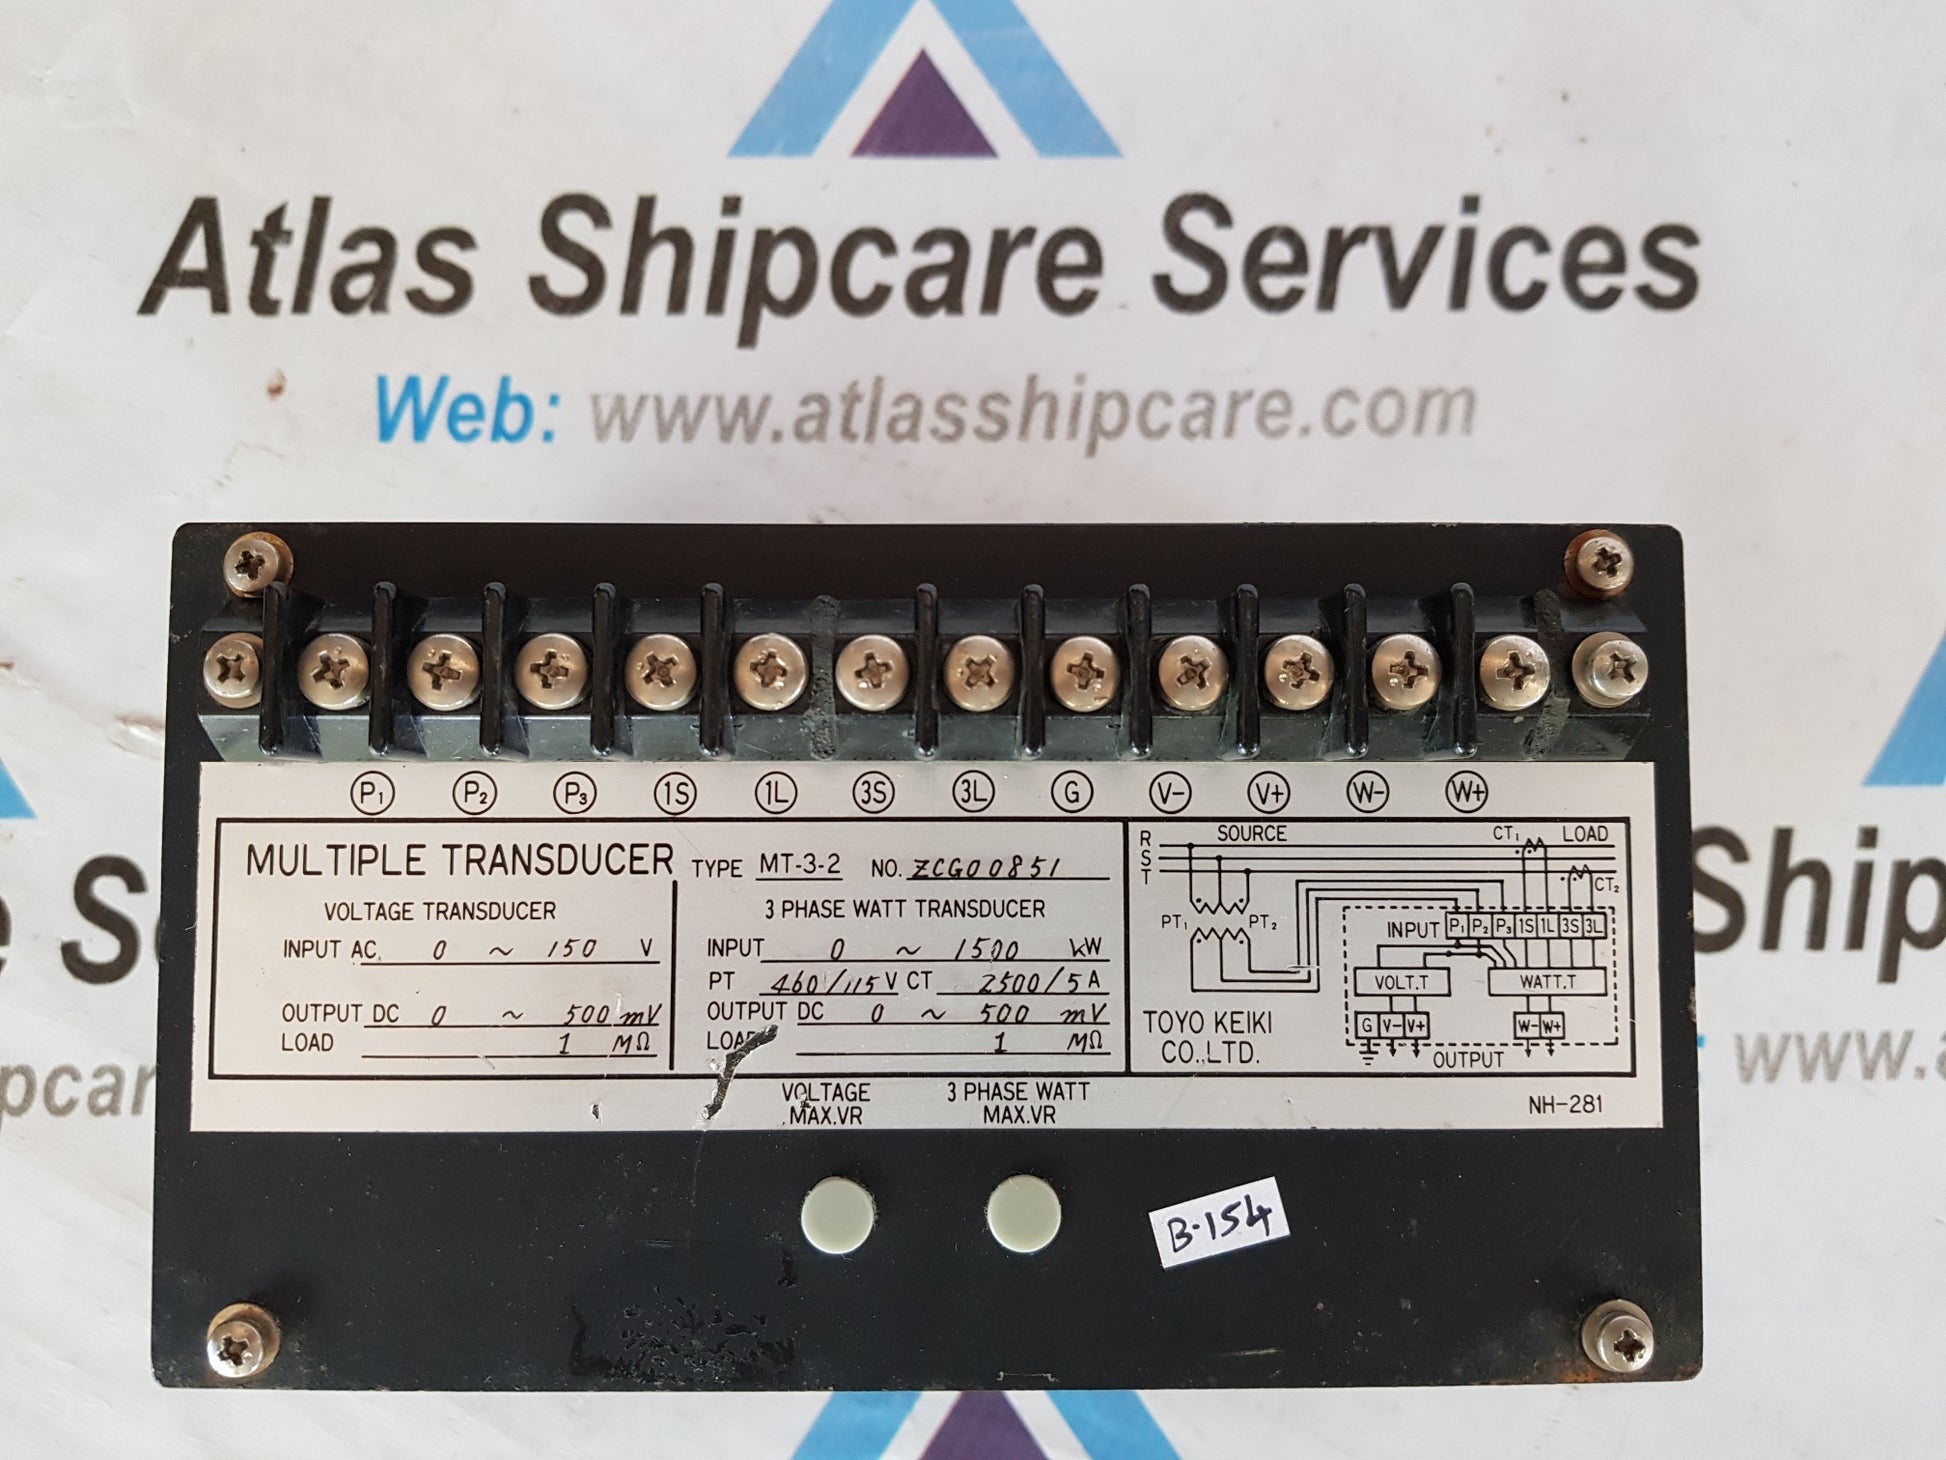 Atlas Shipcare Services
Web: www.atlasshipcare.com
P1 P2 P3 1S 1L 3S 3L G V- V+ W- W+
MULTIPLE TRANSDUCER TYPE MT-3-2 NO. ZCG00851
VOLTAGE TRANSDUCER
INPUT AC. 0 ~ 150 V
OUTPUT DC 0 ~ 500 mV
LOAD 1 MΩ
3 PHASE WATT TRANSDUCER
INPUT 0 ~ 1500 kW
PT 460/115 V CT 2500/5 A
OUTPUT DC 0 ~ 500 mV
LOAD 1 MΩ
R SOURCE CT1 LOAD
S
T CT2
PT1 PT2
INPUT P1 P2 P3 1S 1L 3S 3L
VOLT.T WATT.T
G V- V+ W- W+
OUTPUT
TOYO KEIKI
CO.,LTD.
VOLTAGE
MAX.VR
3 PHASE WATT
MAX.VR
NH-281
B-154
Ship
www.a
s S
pcar